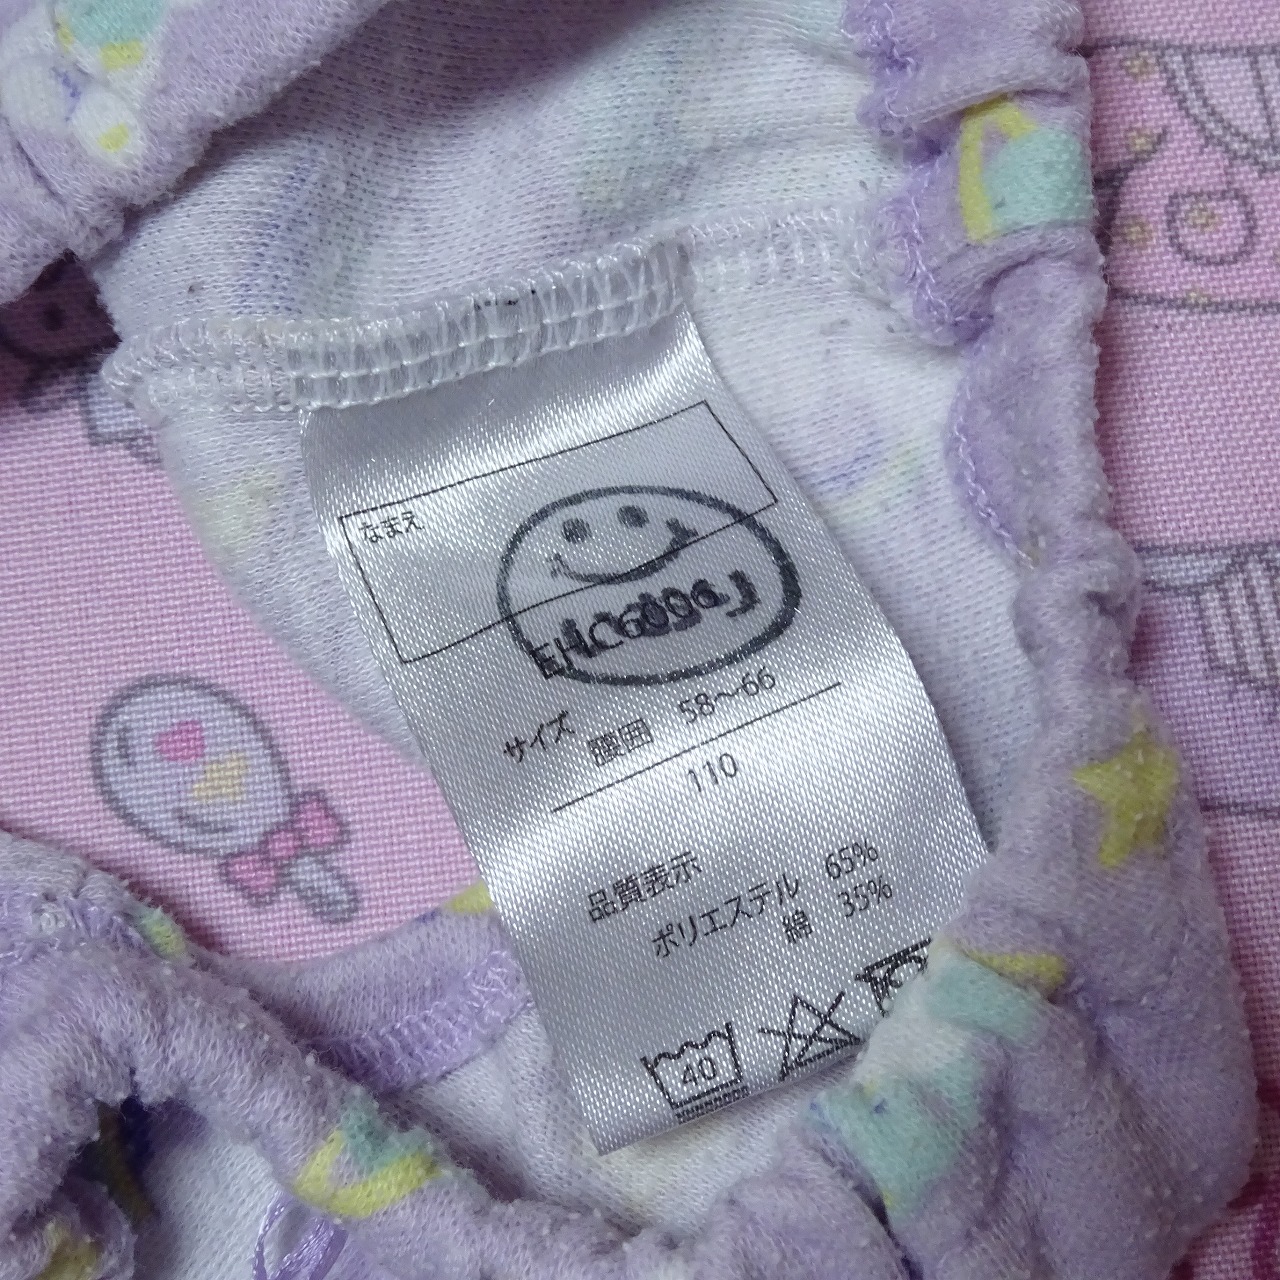 なまえ
サイズ 腰囲 58～66
110
品質表示
ポリエステル 65%
綿 35%
40